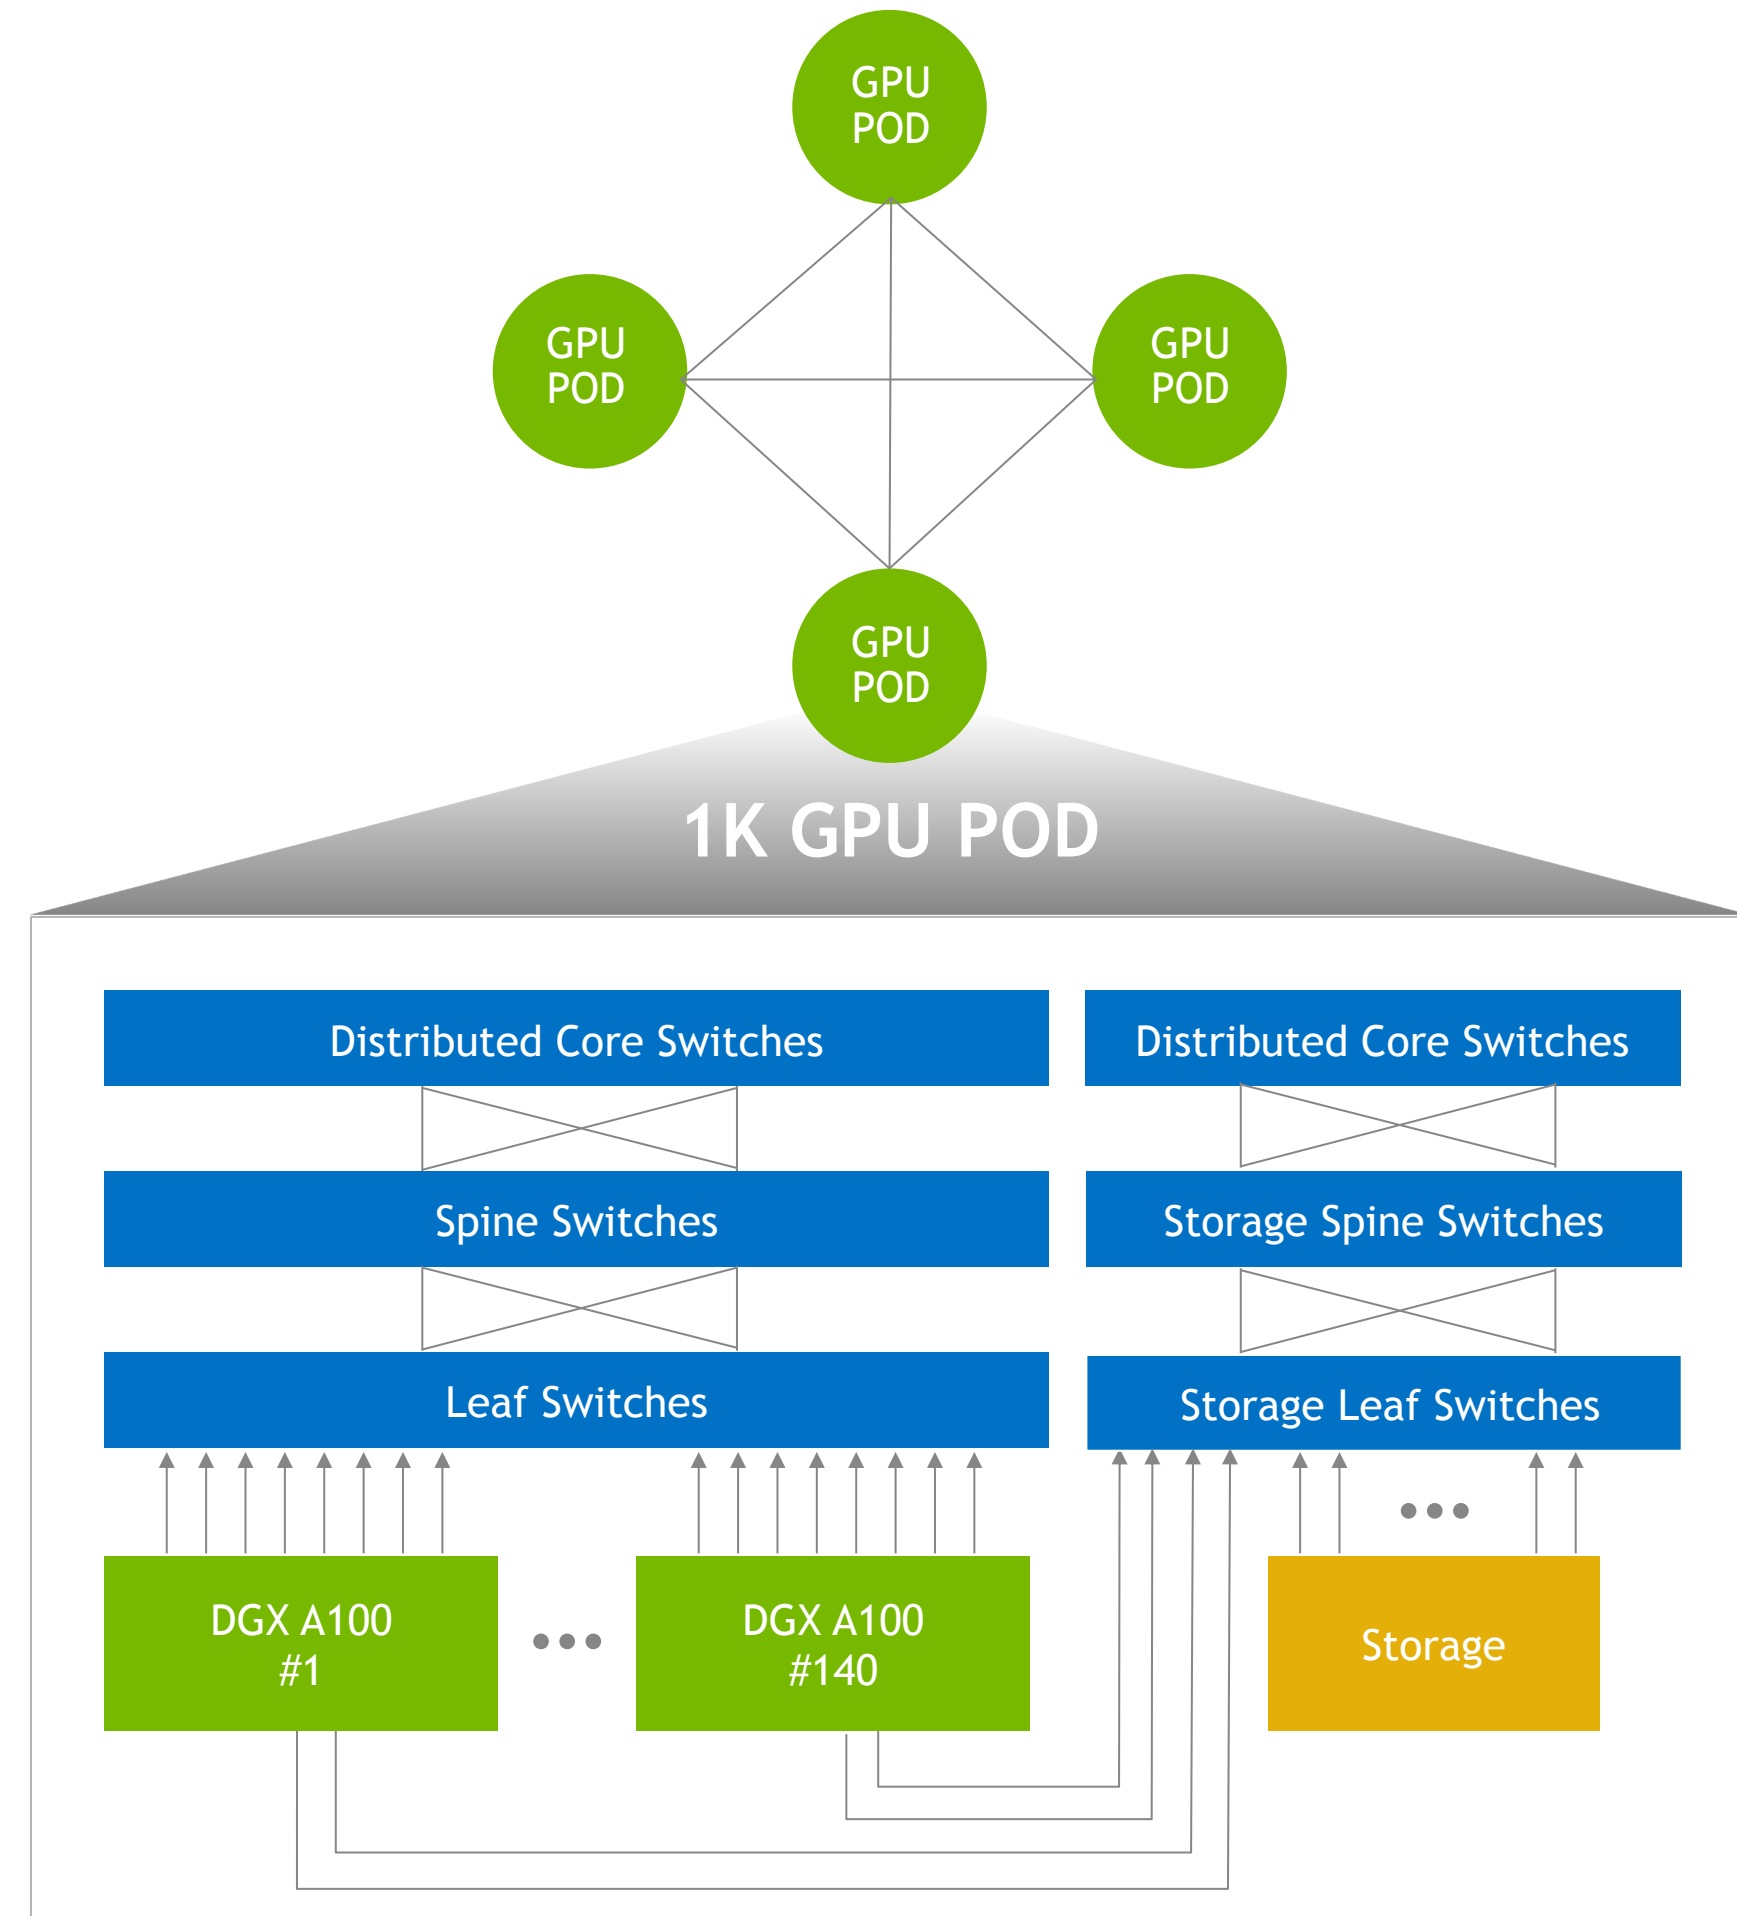 GPU
POD
GPU
POD
GPU
POD
GPU
POD
1K GPU POD
Distributed Core Switches
Distributed Core Switches
Spine Switches
Storage Spine Switches
Leaf Switches
Storage Leaf Switches
DGX A100
#1
DGX A100
#140
Storage